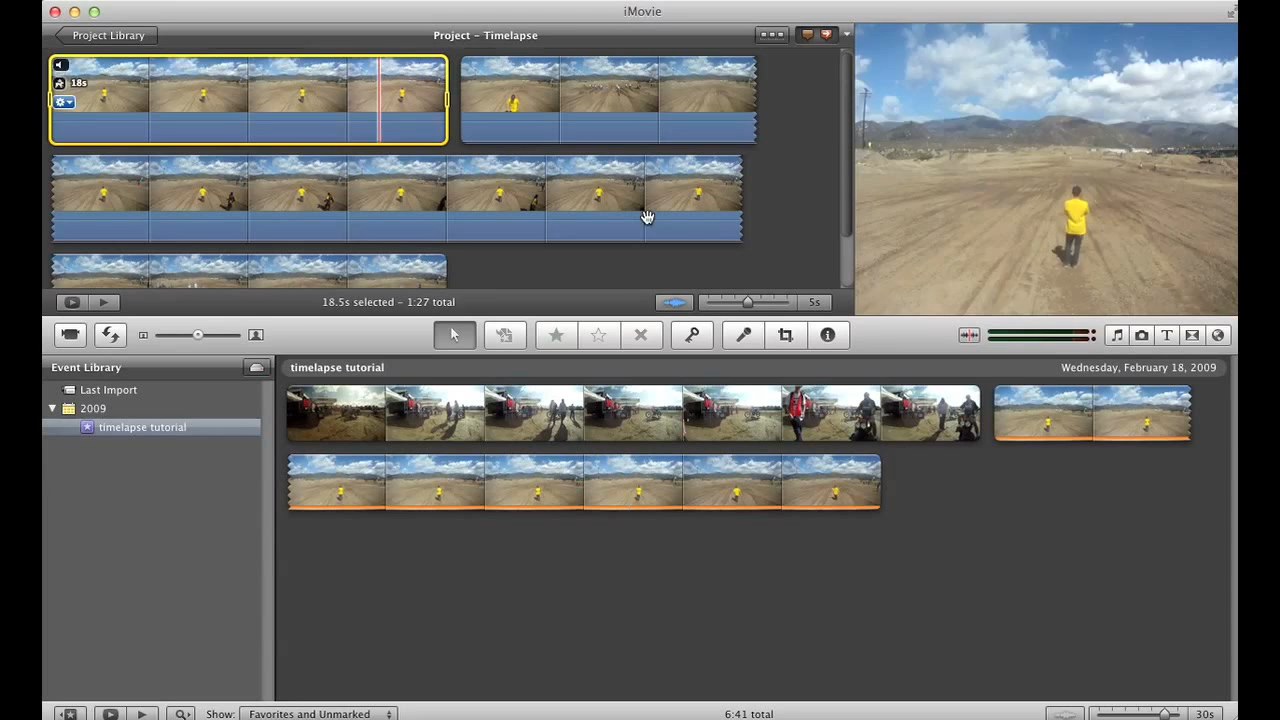 iMovie
Project Library
Project – Timelapse
18s
18.5s selected – 1:27 total
5s
Event Library
timelapse tutorial
Wednesday, February 18, 2009
Last Import
2009
timelapse tutorial
Show:
Favorites and Unmarked
6:41 total
30s